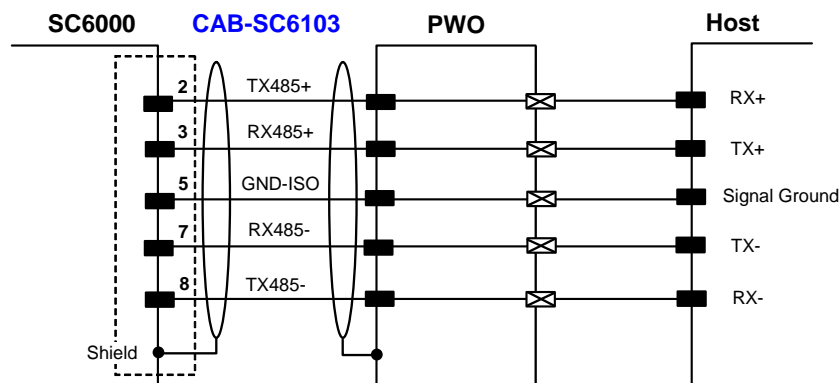 SC6000 CAB-SC6103 PWO Host
2 TX485+ RX+
3 RX485+ TX+
5 GND-ISO Signal Ground
7 RX485- TX-
8 TX485- RX-
Shield